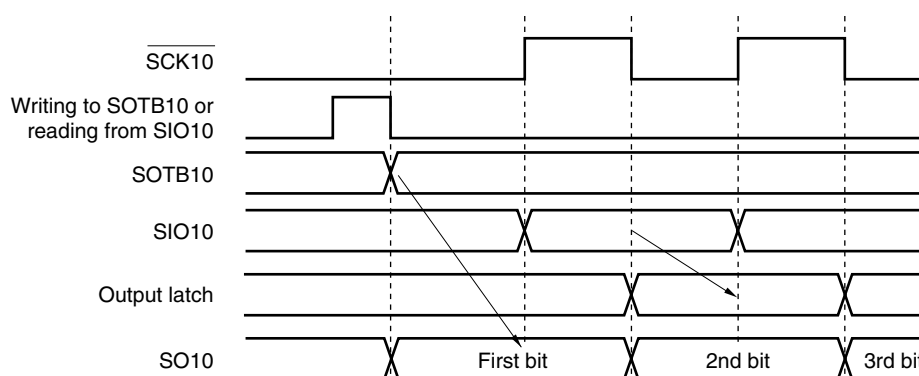 SCK10
Writing to SOTB10 or
reading from SIO10
SOTB10
SIO10
Output latch
SO10
First bit
2nd bit
3rd bit